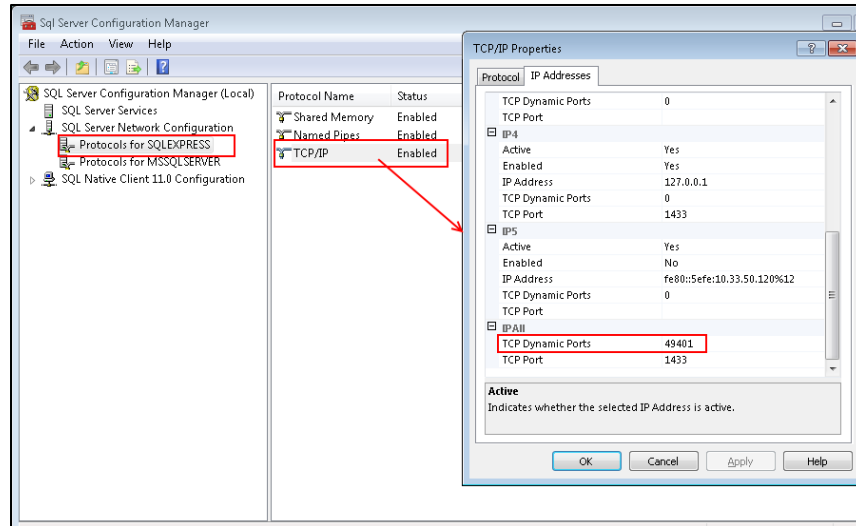 Sql Server Configuration Manager
File Action View Help
SQL Server Configuration Manager (Local)
SQL Server Services
SQL Server Network Configuration
Protocols for SQLEXPRESS
Protocols for MSSQLSERVER
SQL Native Client 11.0 Configuration
Protocol Name Status
Shared Memory Enabled
Named Pipes Enabled
TCP/IP Enabled
TCP/IP Properties
Protocol IP Addresses
TCP Dynamic Ports 0
TCP Port
IP4
Active Yes
Enabled Yes
IP Address 127.0.0.1
TCP Dynamic Ports 0
TCP Port 1433
IP5
Active Yes
Enabled No
IP Address fe80::5efe:10.33.50.120%12
TCP Dynamic Ports 0
TCP Port
IPAll
TCP Dynamic Ports 49401
TCP Port 1433
Active
Indicates whether the selected IP Address is active.
OK Cancel Apply Help